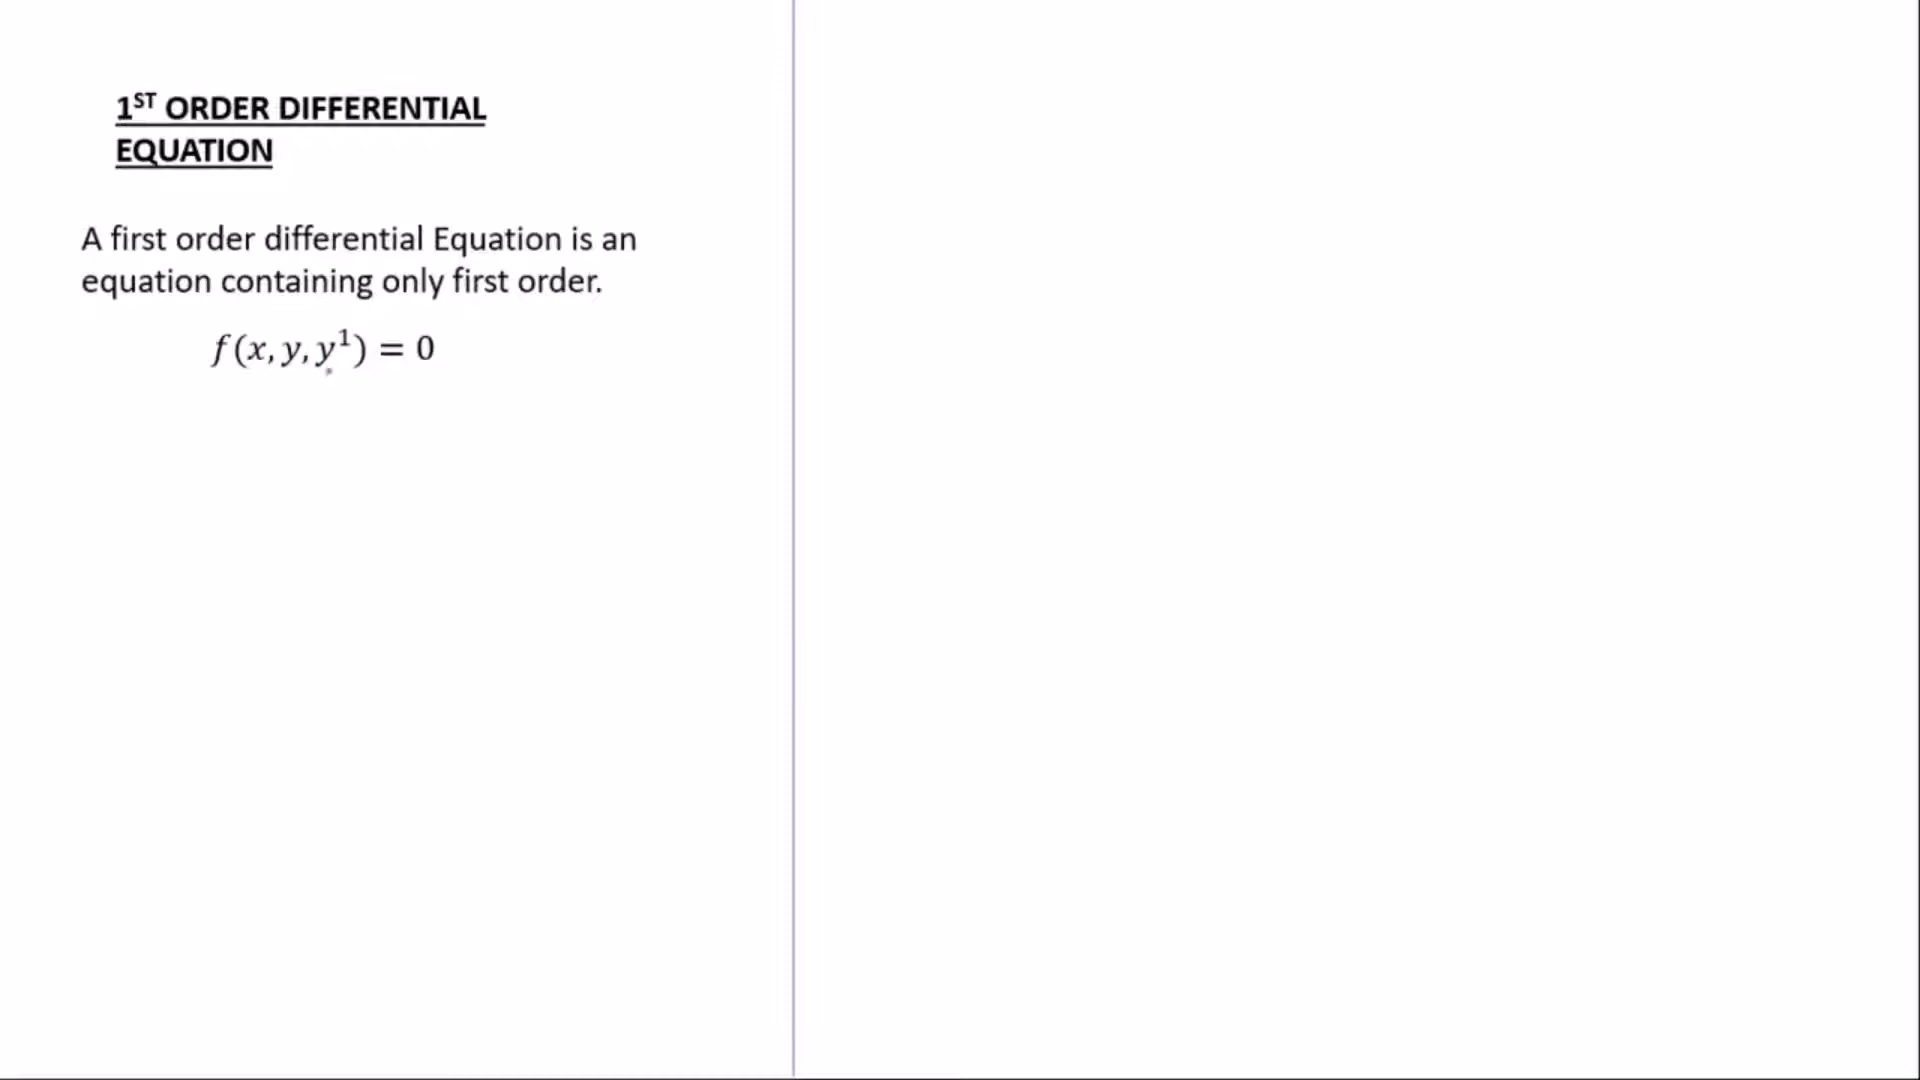 1ST ORDER DIFFERENTIAL
EQUATION
A first order differential Equation is an
equation containing only first order.
f(x, y, y¹) = 0